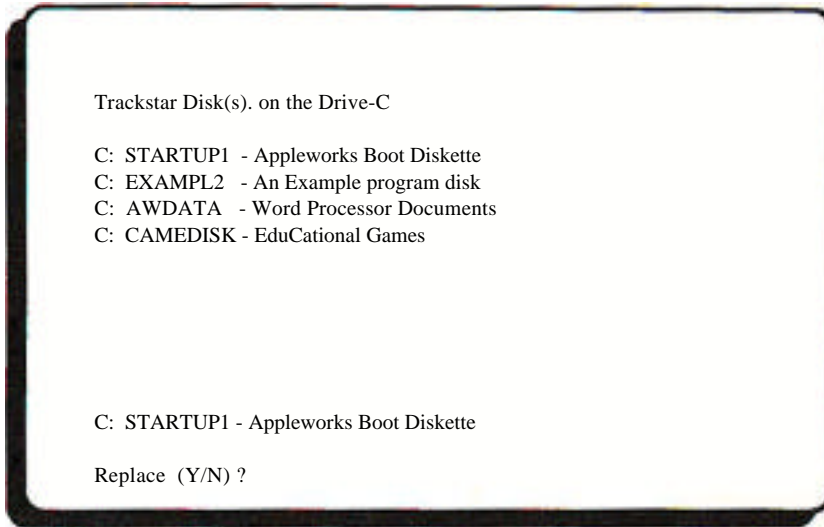 Trackstar Disk(s). on the Drive-C
C: STARTUP1 - Appleworks Boot Diskette
C: EXAMPL2 - An Example program disk
C: AWDATA - Word Processor Documents
C: CAMEDISK - EduCational Games
C: STARTUP1 - Appleworks Boot Diskette
Replace (Y/N) ?